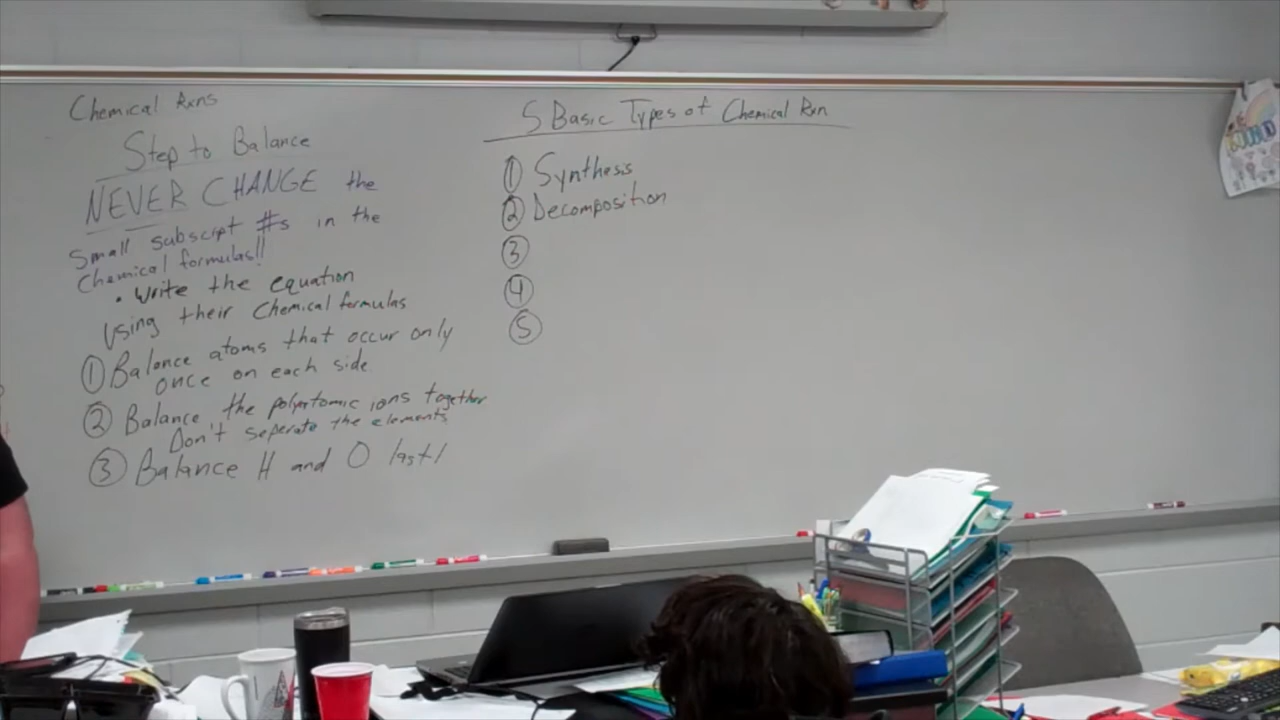 Chemical Rxns
Step to Balance
NEVER CHANGE the
Small subscript #s in the
Chemical formulas!!
• Write the equation
Using their Chemical formulas
① Balance atoms that occur only
once on each side.
② Balance the polyatomic ions together
Don't seperate the elements
③ Balance H and O last!
5 Basic Types of Chemical Rxn
① Synthesis
② Decomposition
③
④
⑤